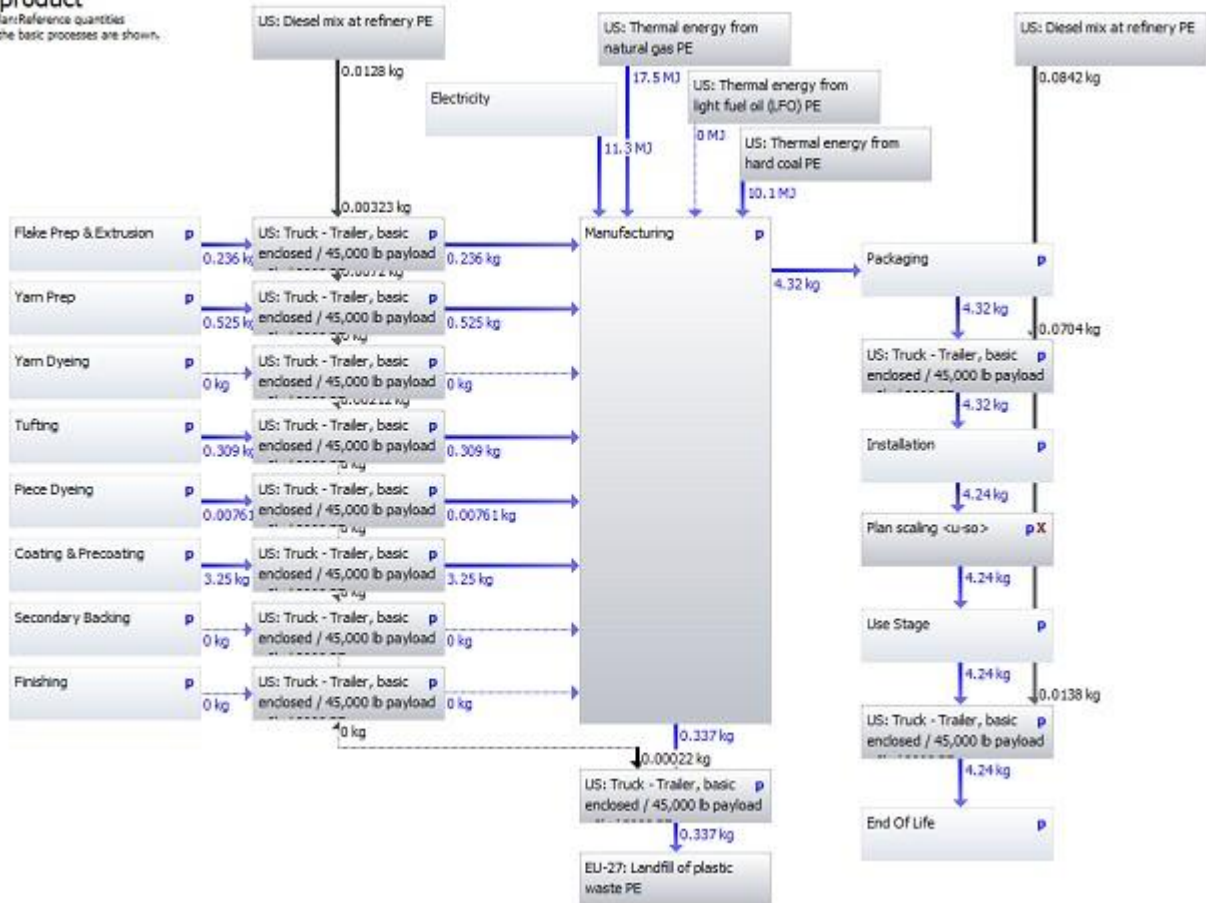 product
Reference quantities
the basic processes are shown.
US: Diesel mix at refinery PE
0.0128 kg
US: Thermal energy from
natural gas PE
17.5 MJ
US: Thermal energy from
light fuel oil (LFO) PE
0 MJ
US: Thermal energy from
hard coal PE
10.1 MJ
Electricity
11.3 MJ
US: Diesel mix at refinery PE
0.0842 kg
0.00323 kg
Flake Prep & Extrusion p
0.236 kg
US: Truck - Trailer, basic p
enclosed / 45,000 lb payload
0.236 kg
0.0072 kg
Yarn Prep p
0.525 kg
US: Truck - Trailer, basic p
enclosed / 45,000 lb payload
0.525 kg
0 kg
Yarn Dyeing p
0 kg
US: Truck - Trailer, basic p
enclosed / 45,000 lb payload
0 kg
0.00212 kg
Tufting p
0.309 kg
US: Truck - Trailer, basic p
enclosed / 45,000 lb payload
0.309 kg
0 kg
Piece Dyeing p
0.00761
US: Truck - Trailer, basic p
enclosed / 45,000 lb payload
0.00761 kg
0 kg
Coating & Precoating p
3.25 kg
US: Truck - Trailer, basic p
enclosed / 45,000 lb payload
3.25 kg
0 kg
Secondary Backing p
0 kg
US: Truck - Trailer, basic p
enclosed / 45,000 lb payload
0 kg
Finishing p
0 kg
US: Truck - Trailer, basic p
enclosed / 45,000 lb payload
0 kg
0 kg
Manufacturing p
4.32 kg
0.337 kg
0.00022 kg
US: Truck - Trailer, basic p
enclosed / 45,000 lb payload
0.337 kg
EU-27: Landfill of plastic
waste PE
Packaging p
4.32 kg
0.0704 kg
US: Truck - Trailer, basic p
enclosed / 45,000 lb payload
4.32 kg
Installation p
4.24 kg
Plan scaling <u-so> p X
4.24 kg
Use Stage p
4.24 kg
0.0138 kg
US: Truck - Trailer, basic p
enclosed / 45,000 lb payload
4.24 kg
End Of Life p